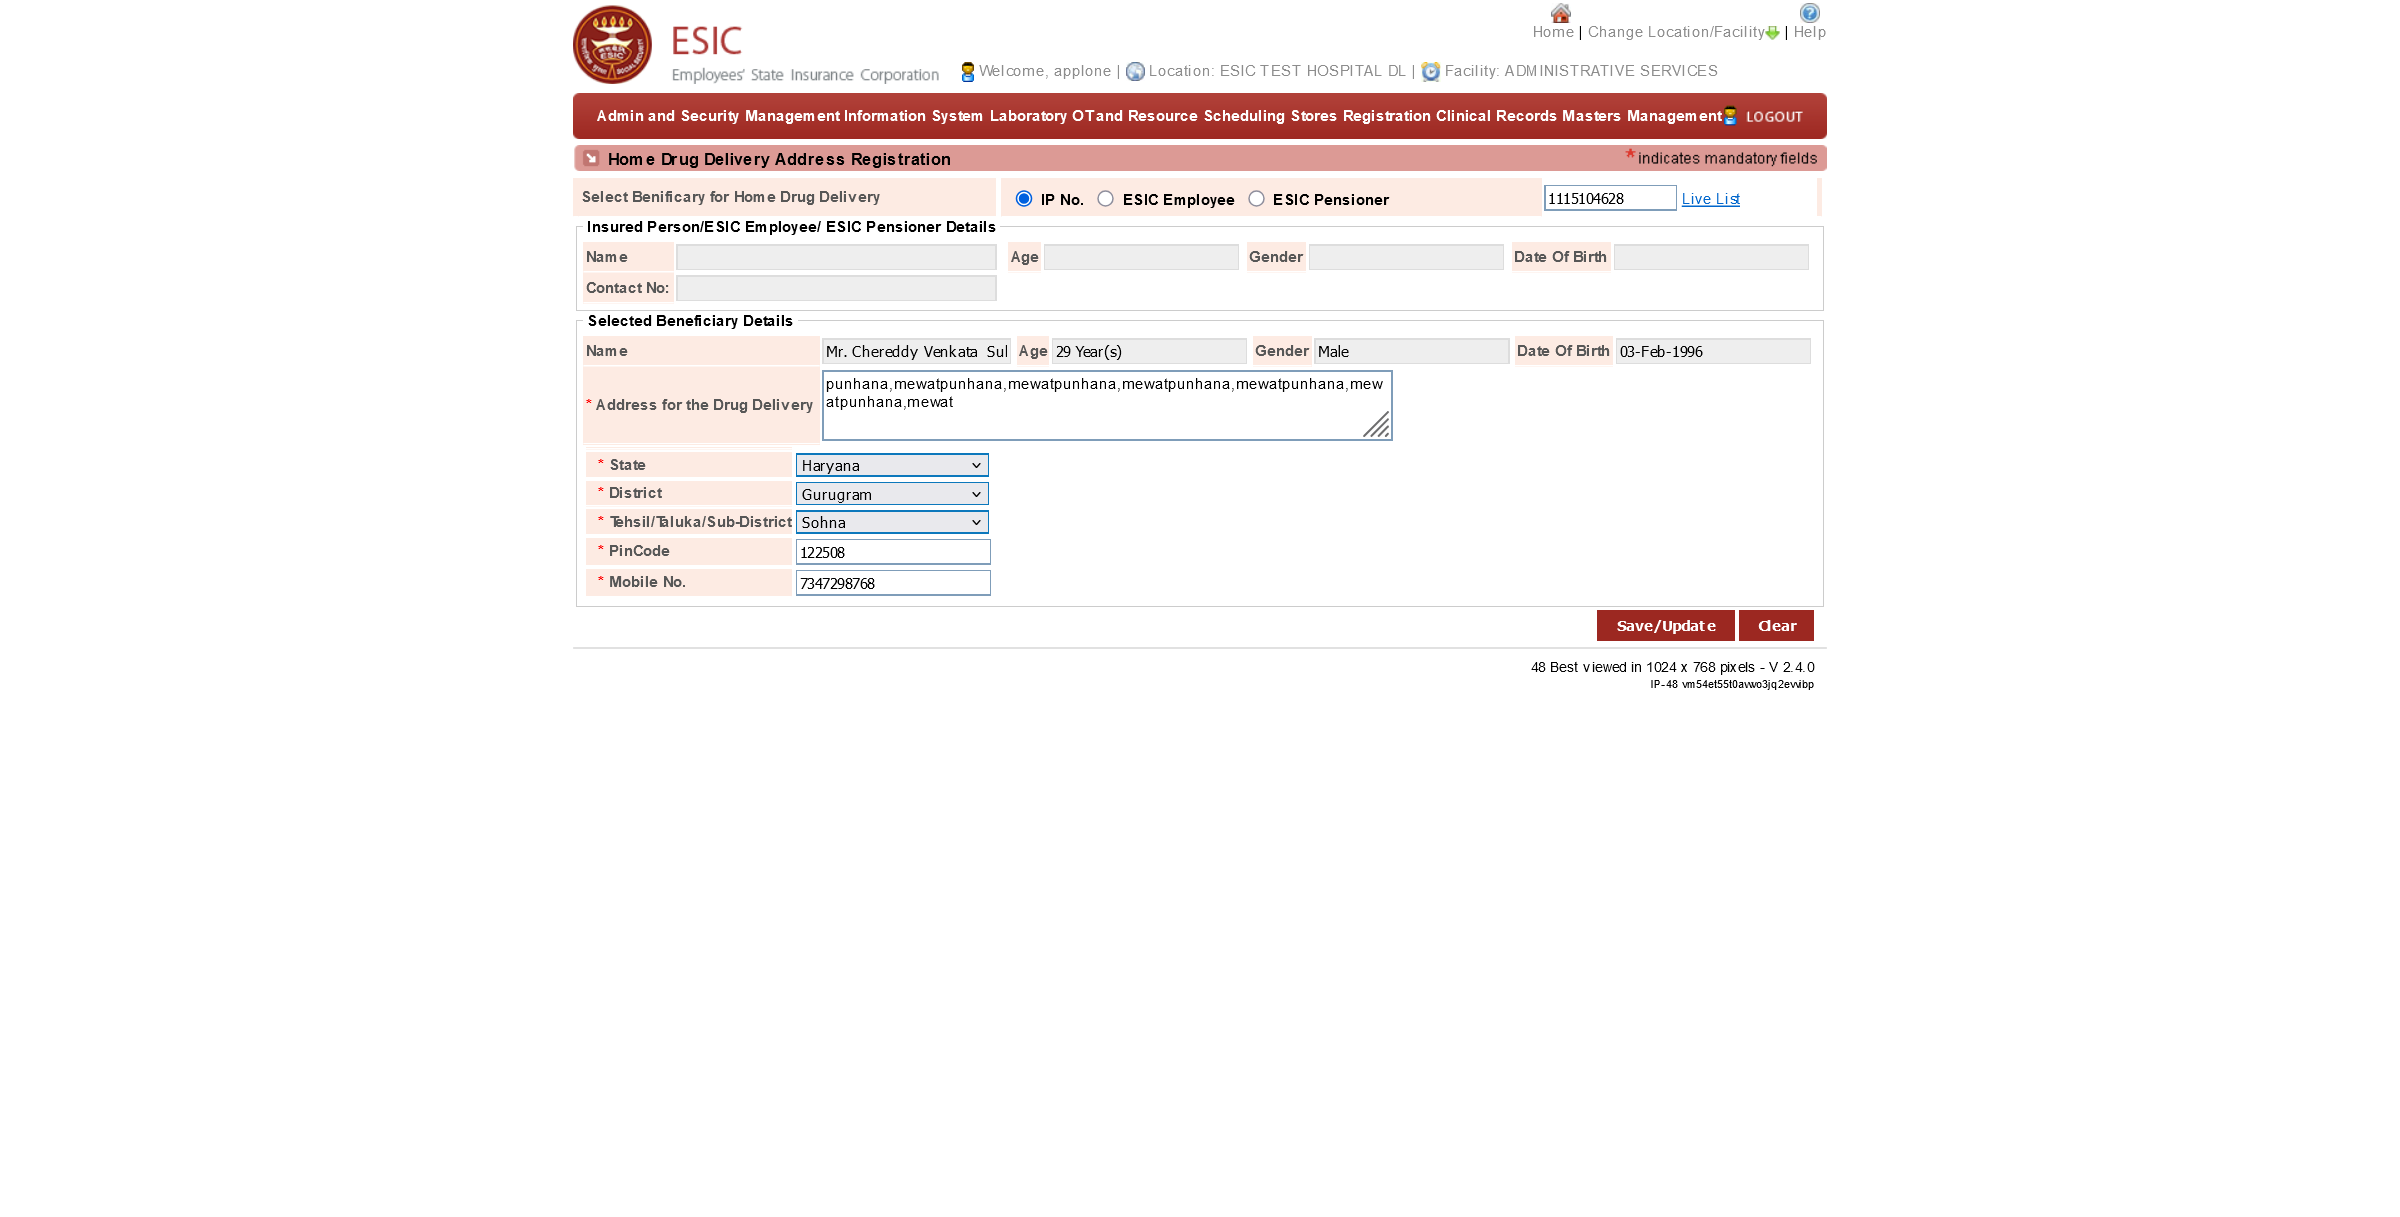 Home | Change Location/Facility | Help
ESIC
Employees' State Insurance Corporation
Welcome, applone | Location: ESIC TEST HOSPITAL DL | Facility: ADMINISTRATIVE SERVICES
Admin and Security Management Information System Laboratory OT and Resource Scheduling Stores Registration Clinical Records Masters Management LOGOUT
Home Drug Delivery Address Registration * indicates mandatory fields
Select Benificary for Home Drug Delivery IP No. ESIC Employee ESIC Pensioner 1115104628 Live List
Insured Person/ESIC Employee/ ESIC Pensioner Details
Name Age Gender Date Of Birth
Contact No:
Selected Beneficiary Details
Name Mr. Chereddy Venkata Sul Age 29 Year(s) Gender Male Date Of Birth 03-Feb-1996
* Address for the Drug Delivery
punhana,mewatpunhana,mewatpunhana,mewatpunhana,mewatpunhana,mew
atpunhana,mewat
* State Haryana
* District Gurugram
* Tehsil/Taluka/Sub-District Sohna
* PinCode 122508
* Mobile No. 7347298768
Save/Update Clear
48 Best viewed in 1024 x 768 pixels - V 2.4.0
IP-48